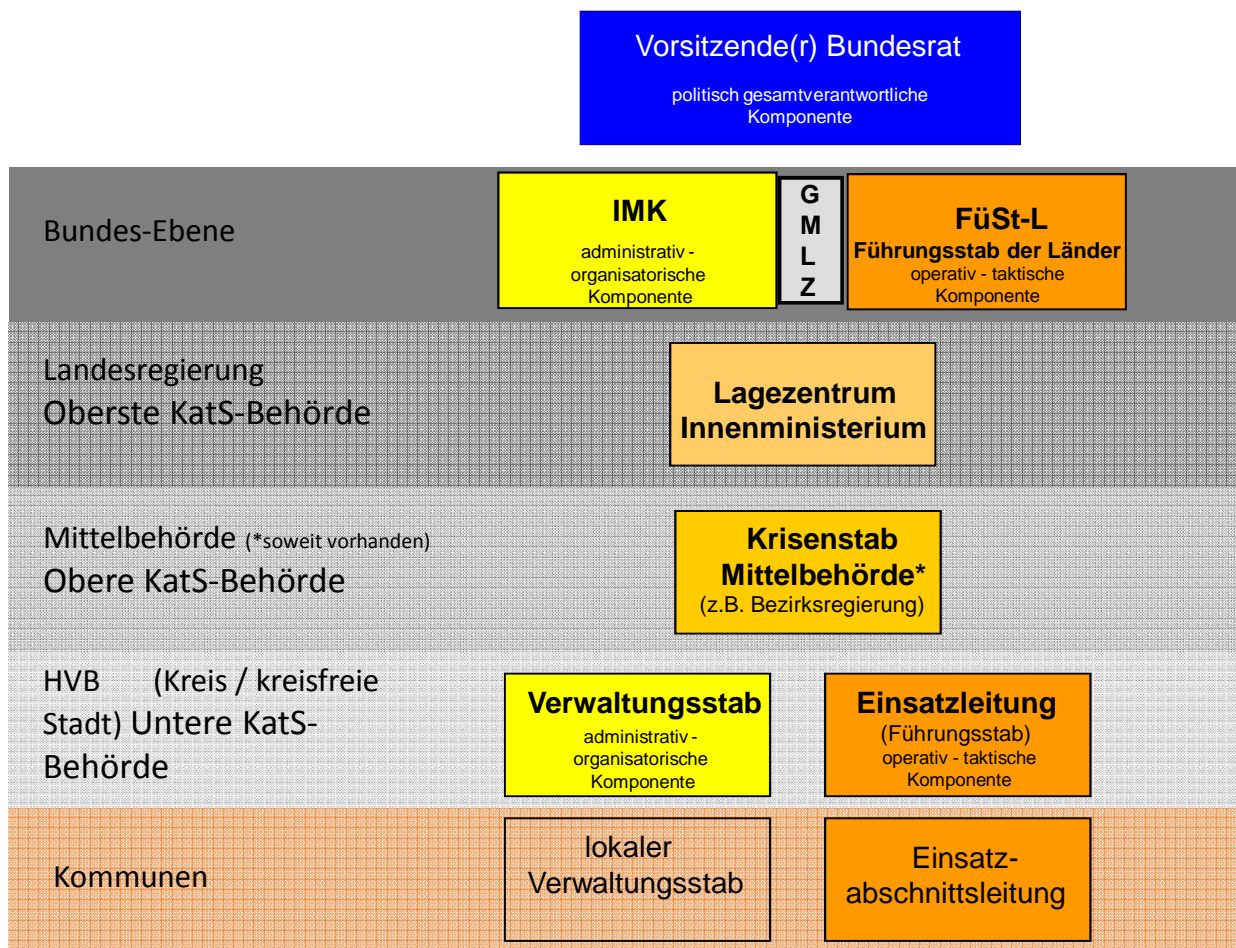 Vorsitzende(r) Bundesrat
politisch gesamtverantwortliche
Komponente
Bundes-Ebene
IMK
administrativ -
organisatorische
Komponente
G
M
L
Z
FüSt-L
Führungsstab der Länder
operativ - taktische
Komponente
Landesregierung
Oberste KatS-Behörde
Lagezentrum
Innenministerium
Mittelbehörde (*soweit vorhanden)
Obere KatS-Behörde
Krisenstab
Mittelbehörde*
(z.B. Bezirksregierung)
HVB (Kreis / kreisfreie
Stadt) Untere KatS-
Behörde
Verwaltungsstab
administrativ -
organisatorische
Komponente
Einsatzleitung
(Führungsstab)
operativ - taktische
Komponente
Kommunen
lokaler
Verwaltungsstab
Einsatz-
abschnittsleitung